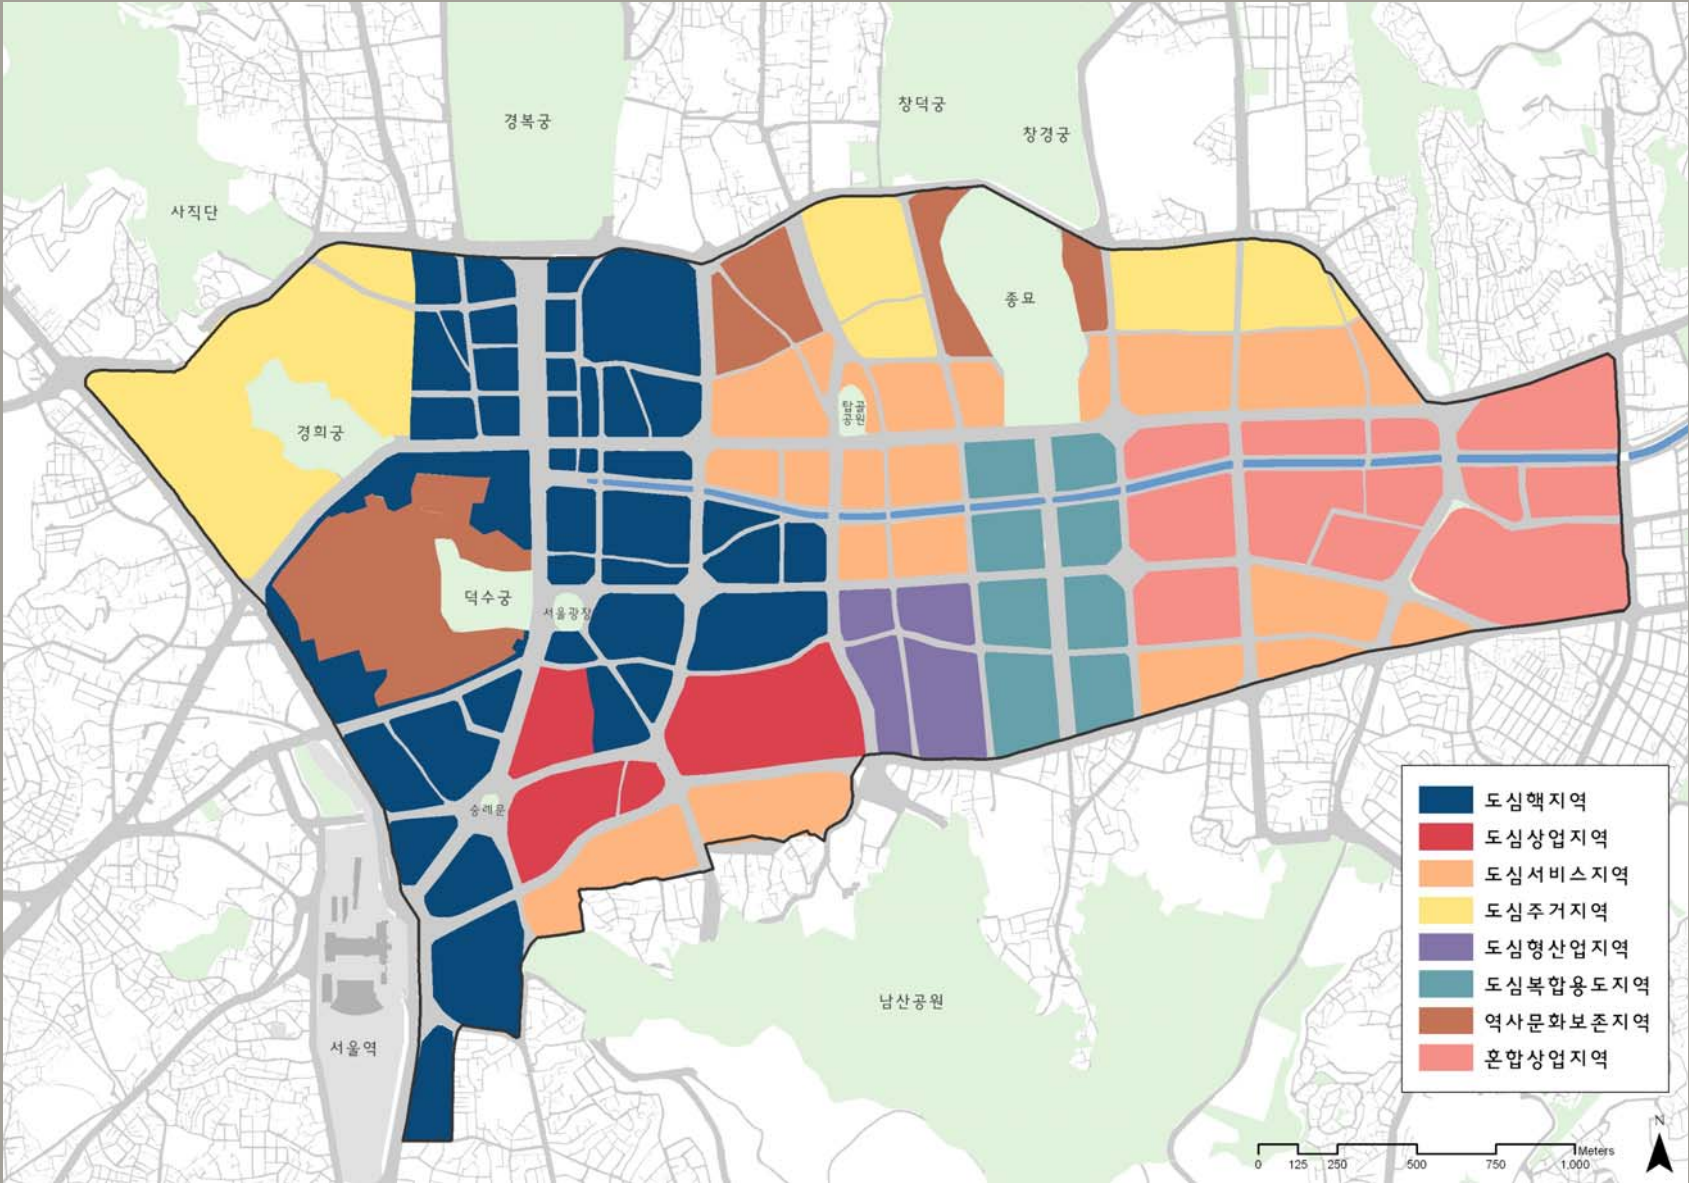 창덕궁
경복궁
창경궁
사직단
종묘
탑골
공원
경희궁
덕수궁
서울광장
숭례문
남산공원
서울역
도심핵지역
도심상업지역
도심서비스지역
도심주거지역
도심형산업지역
도심복합용도지역
역사문화보존지역
혼합상업지역
N
Meters
0 125 250 500 750 1,000